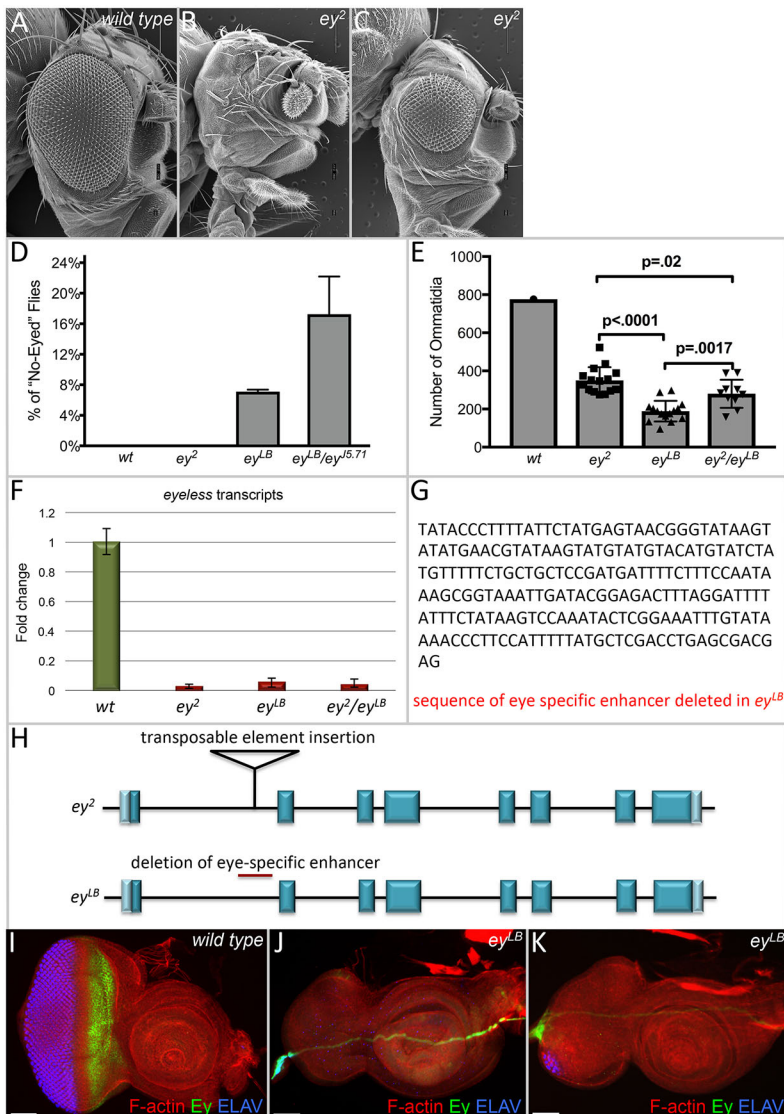 A
wild type
B
ey2
C
ey2
D
% of "No-Eyed" Flies
24%
20%
16%
12%
8%
4%
0%
wt
ey2
eyLB
eyLB/eyJ5.71
E
Number of Ommatidia
1000
800
600
400
200
0
p=.02
p<.0001
p=.0017
wt
ey2
eyLB
ey2/eyLB
F
eyeless transcripts
Fold change
1.2
1
0.8
0.6
0.4
0.2
0
wt
ey2
eyLB
ey2/eyLB
G
TATACCCTTTTATTCTATGAGTAACGGGTATAAGT
ATATGAACGTATAAGTATGTATGTACATGTATCTA
TGTTTTTCTGCTGCTCCGATGATTTTCTTTCCAATA
AAGCGGTAAATTGATACGGAGACTTTAGGATTTT
ATTTCTATAAGTCCAAATACTCGGAAATTTGTATA
AAACCCTTCCATTTTTATGCTCGACCTGAGCGACG
AG
sequence of eye specific enhancer deleted in eyLB
H
transposable element insertion
ey2
deletion of eye-specific enhancer
eyLB
I
wild type
F-actin Ey ELAV
J
eyLB
F-actin Ey ELAV
K
eyLB
F-actin Ey ELAV